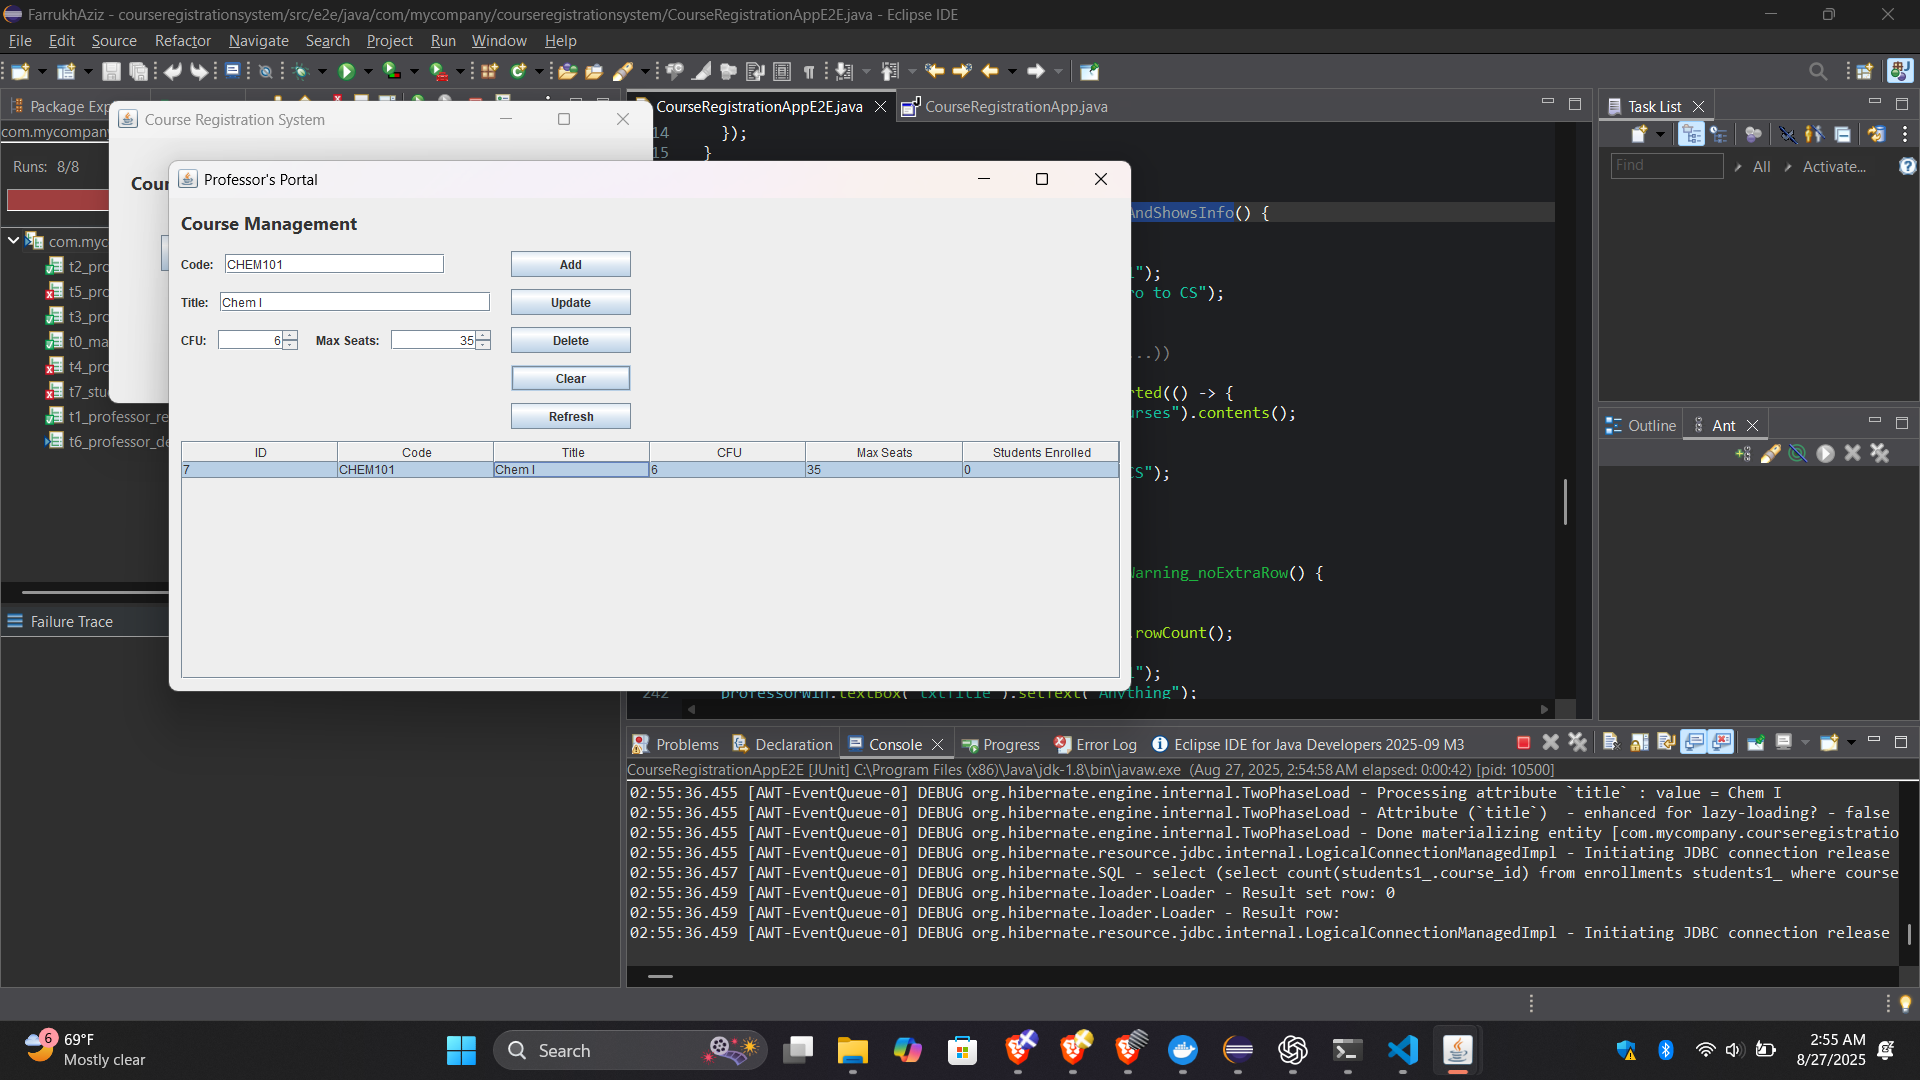 FarrukhAziz - courseregistrationsystem/src/e2e/java/com/mycompany/courseregistrationsystem/CourseRegistrationAppE2E.java - Eclipse IDE
File Edit Source Refactor Navigate Search Project Run Window Help
Package Exp
CourseRegistrationAppE2E.java
CourseRegistrationApp.java
Task List
com.mycompany
Runs: 8/8
com.myc
t2_pro
t5_pro
t3_pro
t0_ma
t4_pro
t7_stu
t1_professor_re
t6_professor_de
Failure Trace
Course Registration System
Cour
Professor's Portal
Course Management
Code: CHEM101 Add
Title: Chem I Update
CFU: 6 Max Seats: 35 Delete
Clear
Refresh
ID Code Title CFU Max Seats Students Enrolled
7 CHEM101 Chem I 6 35 0
14 });
15 }
AndShowsInfo() {
");
ro to CS");
..))
rted(() -> {
urses").contents();
CS");
Warning_noExtraRow() {
.rowCount();
");
242 professorWin.textBox("txtTitle").setText("Anything");
Find All Activate...
Outline Ant
Problems Declaration Console Progress Error Log Eclipse IDE for Java Developers 2025-09 M3
CourseRegistrationAppE2E [JUnit] C:\Program Files (x86)\Java\jdk-1.8\bin\javaw.exe (Aug 27, 2025, 2:54:58 AM elapsed: 0:00:42) [pid: 10500]
02:55:36.455 [AWT-EventQueue-0] DEBUG org.hibernate.engine.internal.TwoPhaseLoad - Processing attribute `title` : value = Chem I
02:55:36.455 [AWT-EventQueue-0] DEBUG org.hibernate.engine.internal.TwoPhaseLoad - Attribute (`title`)  - enhanced for lazy-loading? - false
02:55:36.455 [AWT-EventQueue-0] DEBUG org.hibernate.engine.internal.TwoPhaseLoad - Done materializing entity [com.mycompany.courseregistratio
02:55:36.455 [AWT-EventQueue-0] DEBUG org.hibernate.resource.jdbc.internal.LogicalConnectionManagedImpl - Initiating JDBC connection release
02:55:36.457 [AWT-EventQueue-0] DEBUG org.hibernate.SQL - select (select count(students1_.course_id) from enrollments students1_ where course
02:55:36.459 [AWT-EventQueue-0] DEBUG org.hibernate.loader.Loader - Result set row: 0
02:55:36.459 [AWT-EventQueue-0] DEBUG org.hibernate.loader.Loader - Result row:
02:55:36.459 [AWT-EventQueue-0] DEBUG org.hibernate.resource.jdbc.internal.LogicalConnectionManagedImpl - Initiating JDBC connection release
6
69°F
Mostly clear
Search
2:55 AM
8/27/2025